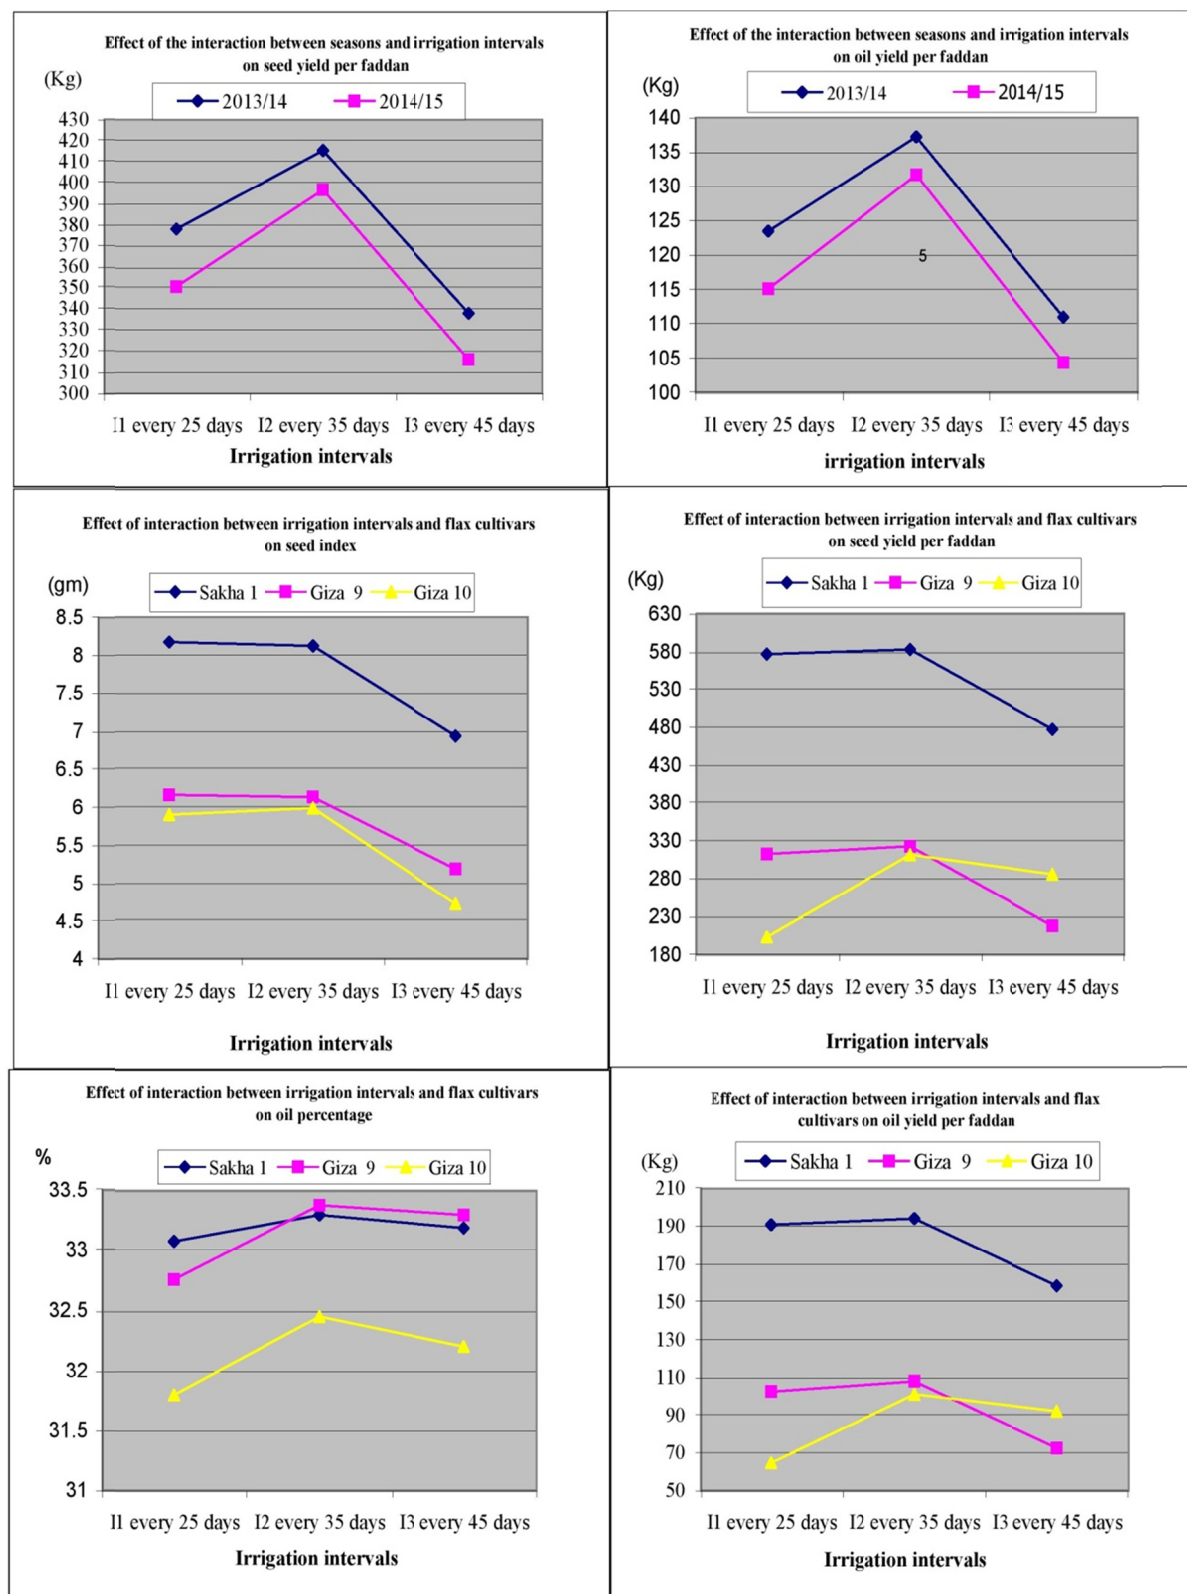 Effect of the interaction between seasons and irrigation intervals
on seed yield per faddan
(Kg)
2013/14 2014/15
430
420
410
400
390
380
370
360
350
340
330
320
310
300
I1 every 25 days I2 every 35 days I3 every 45 days
Irrigation intervals
Effect of the interaction between seasons and irrigation intervals
on oil yield per faddan
(Kg)
2013/14 2014/15
140
135
130
125
120
115
110
105
100
5
I1 every 25 days I2 every 35 days I3 every 45 days
irrigation intervals
Effect of interaction between irrigation intervals and flax cultivars
on seed index
(gm)
Sakha 1 Giza 9 Giza 10
8.5
8
7.5
7
6.5
6
5.5
5
4.5
4
I1 every 25 days I2 every 35 days I3 every 45 days
Irrigation intervals
Effect of interaction between irrigation intervals and flax cultivars
on seed yield per faddan
(Kg)
Sakha 1 Giza 9 Giza 10
630
580
530
480
430
380
330
280
230
180
I1 every 25 days I2 every 35 days I3 every 45 days
Irrigation intervals
Effect of interaction between irrigation intervals and flax cultivars
on oil percentage
%
Sakha 1 Giza 9 Giza 10
33.5
33
32.5
32
31.5
31
I1 every 25 days I2 every 35 days I3 every 45 days
Irrigation intervals
Effect of interaction between irrigation intervals and flax
cultivars on oil yield per faddan
(Kg)
Sakha 1 Giza 9 Giza 10
210
190
170
150
130
110
90
70
50
I1 every 25 days I2 every 35 days I3 every 45 days
Irrigation intervals